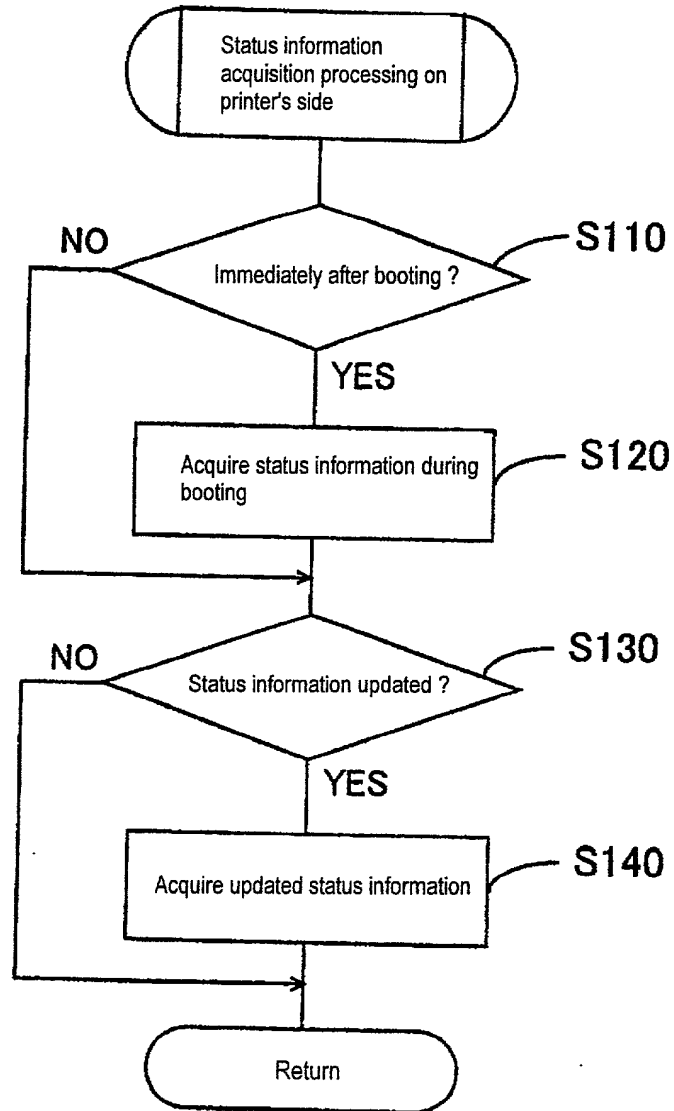 Status information
acquisition processing on
printer's side
NO
Immediately after booting ?
S110
YES
Acquire status information during
booting
S120
NO
Status information updated ?
S130
YES
Acquire updated status information
S140
Return